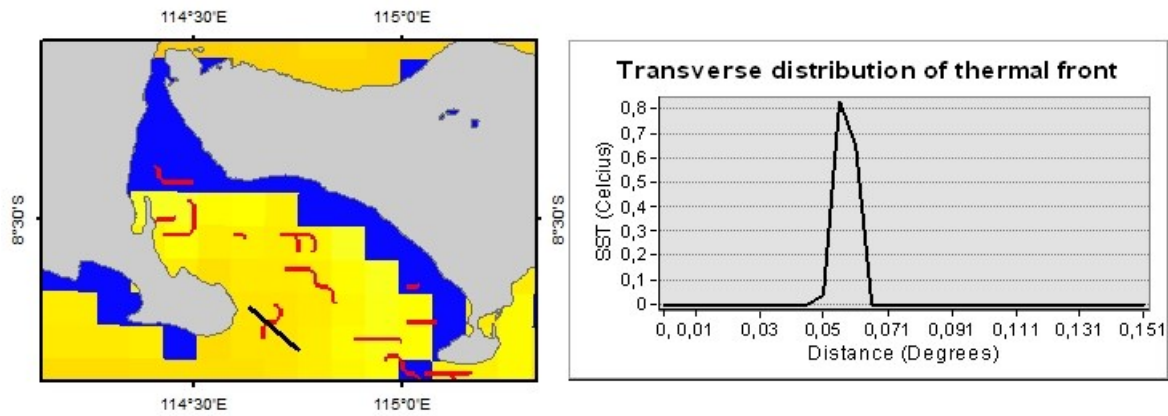 114°30'E 115°0'E
8°30'S
8°30'S
114°30'E 115°0'E
Transverse distribution of thermal front
SST (Celcius)
0,8
0,7
0,6
0,5
0,4
0,3
0,2
0,1
0
0, 0,01 0,03 0,05 0,071 0,091 0,111 0,131 0,151
Distance (Degrees)